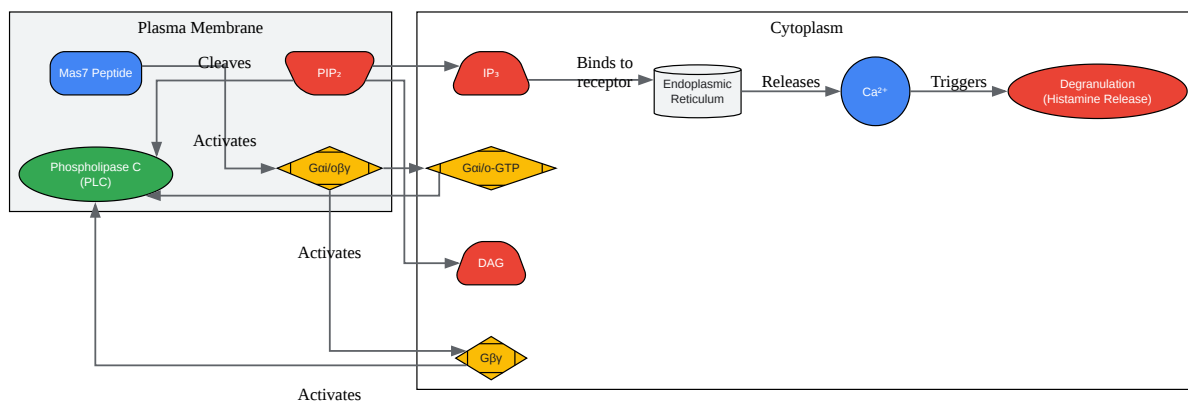 Plasma Membrane
Cytoplasm
Mas7 Peptide
Cleaves
PIP₂
IP₃
Binds to
receptor
Endoplasmic
Reticulum
Releases
Ca²⁺
Triggers
Degranulation
(Histamine Release)
Activates
Phospholipase C
(PLC)
Gαi/oβγ
Gαi/o-GTP
Activates
DAG
Gβγ
Activates